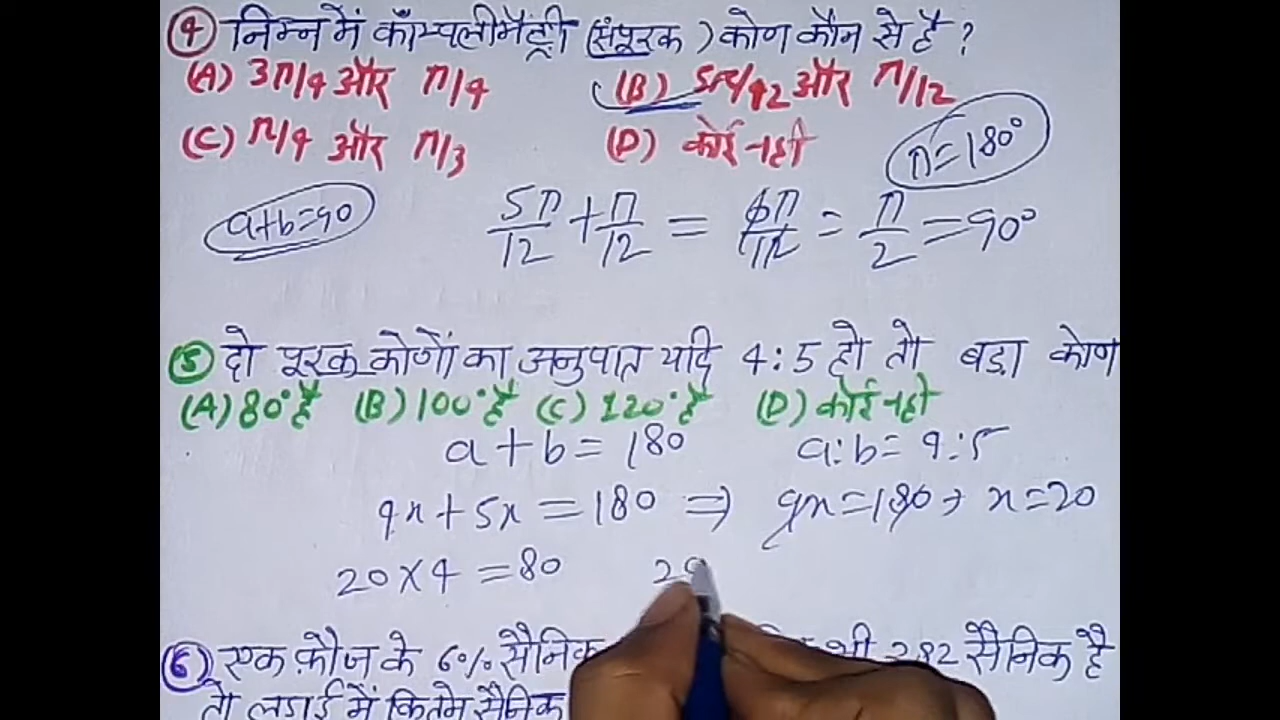 (4) निम्न में कॉम्पलीमैन्ट्री (संपूरक) कोण कौन से है ?
(A) 3π/4 और π/4 (B) 5π/12 और π/12
(C) π/4 और π/3 (D) कोई नही
π=180°
a+b=90
5π/12 + π/12 = 6π/12 = π/2 = 90°
(5) दो पूरक कोणों का अनुपात यदि 4:5 हो तो बडा कोण
(A) 80° है (B) 100° है (C) 120° है (D) कोई नही
a + b = 180 a:b = 4:5
4x + 5x = 180 ⇒ 9x = 180 → x = 20
20 × 4 = 80 20
(6) एक फ़ौज के 6% सैनिक भी 282 सैनिक है
तो लडाई में कितने सैनिक